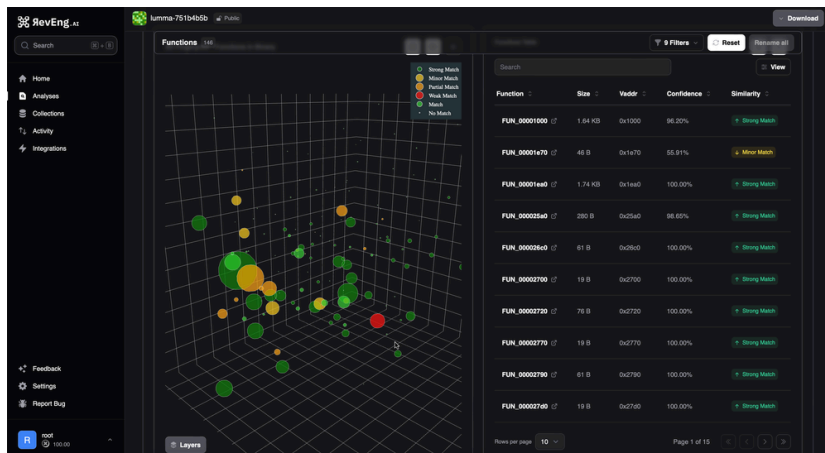 ЯevEng.AI
lumma-751b4b5b
Public
Download
Search
Home
Analyses
Collections
Activity
Integrations
Feedback
Settings
Report Bug
R
root
100.00
Functions 146
Strong Match
Minor Match
Partial Match
Weak Match
Match
No Match
Layers
9 Filters
Reset
Rename all
Search
View
Function Size Vaddr Confidence Similarity
FUN_00001000 1.64 KB 0x1000 96.20% ↑ Strong Match
FUN_00001e70 46 B 0x1e70 55.91% ↓ Minor Match
FUN_00001ea0 1.74 KB 0x1ea0 100.00% ↑ Strong Match
FUN_000025a0 280 B 0x25a0 98.65% ↑ Strong Match
FUN_000026c0 61 B 0x26c0 100.00% ↑ Strong Match
FUN_00002700 19 B 0x2700 100.00% ↑ Strong Match
FUN_00002720 76 B 0x2720 100.00% ↑ Strong Match
FUN_00002770 19 B 0x2770 100.00% ↑ Strong Match
FUN_00002790 61 B 0x2790 100.00% ↑ Strong Match
FUN_000027d0 19 B 0x27d0 100.00% ↑ Strong Match
Rows per page 10
Page 1 of 15